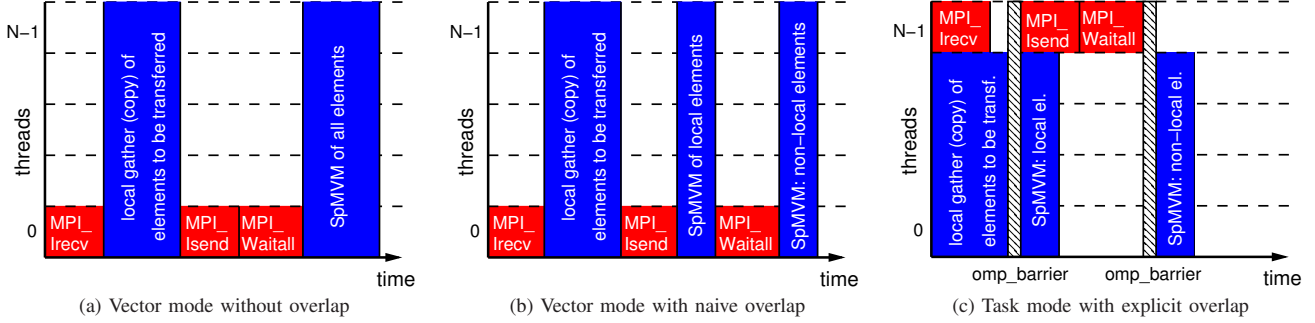 N−1
threads
0
MPI_
Irecv
local gather (copy) of
elements to be transferred
MPI_
Isend
MPI_
Waitall
SpMVM of all elements
time
(a) Vector mode without overlap
N−1
threads
0
MPI_
Irecv
local gather (copy) of
elements to be transferred
MPI_
Isend
SpMVM of local elements
MPI_
Waitall
SpMVM: non−local elements
time
(b) Vector mode with naive overlap
N−1
threads
0
MPI_
Irecv
local gather (copy) of
elements to be transf.
MPI_
Isend
MPI_
Waitall
SpMVM: local el.
SpMVM: non−local el.
omp_barrier
omp_barrier
time
(c) Task mode with explicit overlap